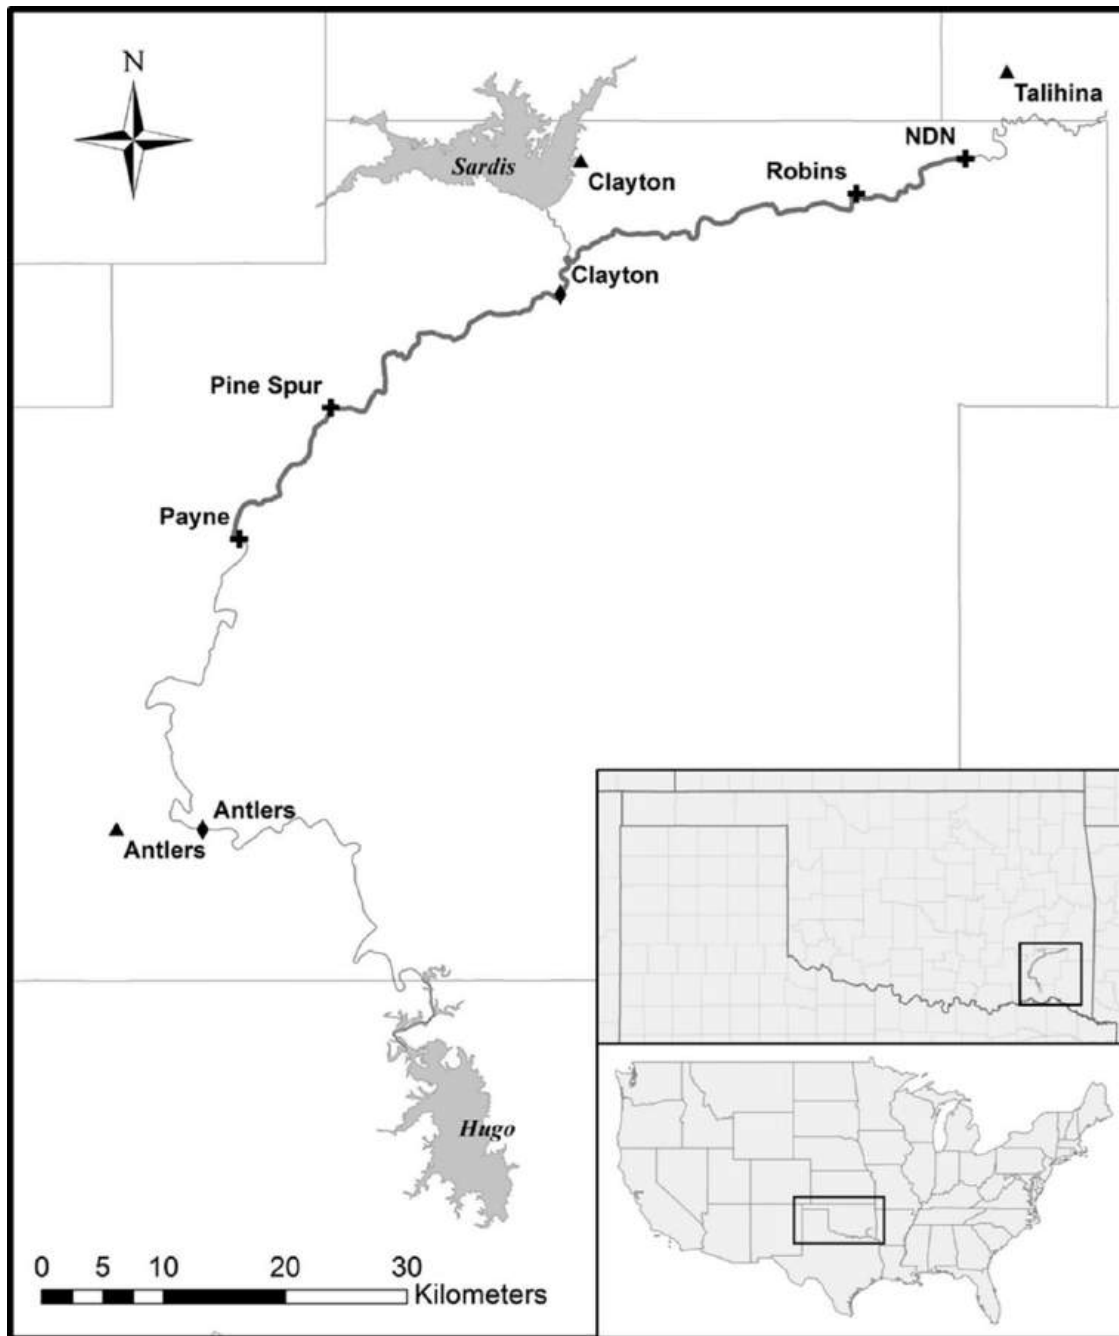 N
Talihina
NDN
Sardis
Clayton
Robins
Clayton
Pine Spur
Payne
Antlers
Antlers
Hugo
0 5 10 20 30
Kilometers